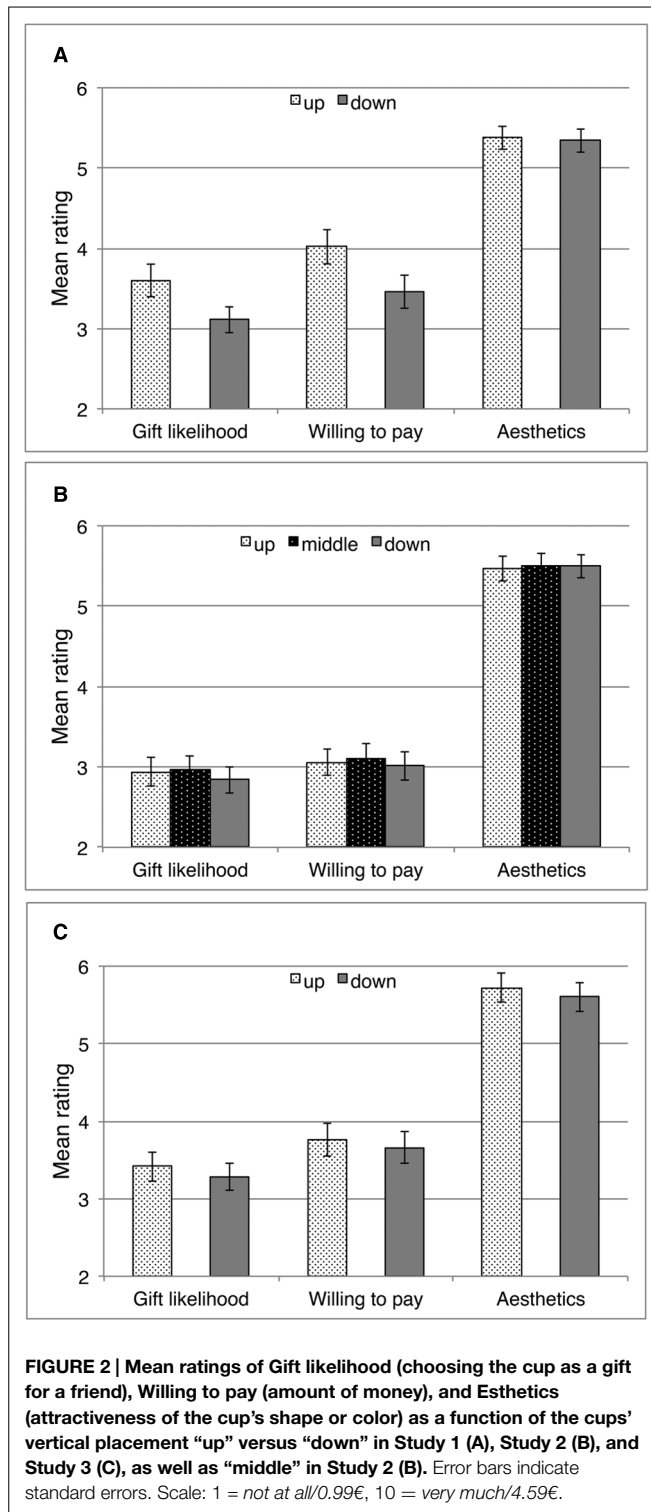 A
6
up down
5
4
3
2
Mean rating
Gift likelihood Willing to pay Aesthetics
B
6
up middle down
5
4
3
2
Mean rating
Gift likelihood Willing to pay Aesthetics
C
6
up down
5
4
3
2
Mean rating
Gift likelihood Willing to pay Aesthetics
FIGURE 2 | Mean ratings of Gift likelihood (choosing the cup as a gift
for a friend), Willing to pay (amount of money), and Esthetics
(attractiveness of the cup's shape or color) as a function of the cups'
vertical placement “up” versus “down” in Study 1 (A), Study 2 (B), and
Study 3 (C), as well as “middle” in Study 2 (B). Error bars indicate
standard errors. Scale: 1 = not at all/0.99€, 10 = very much/4.59€.